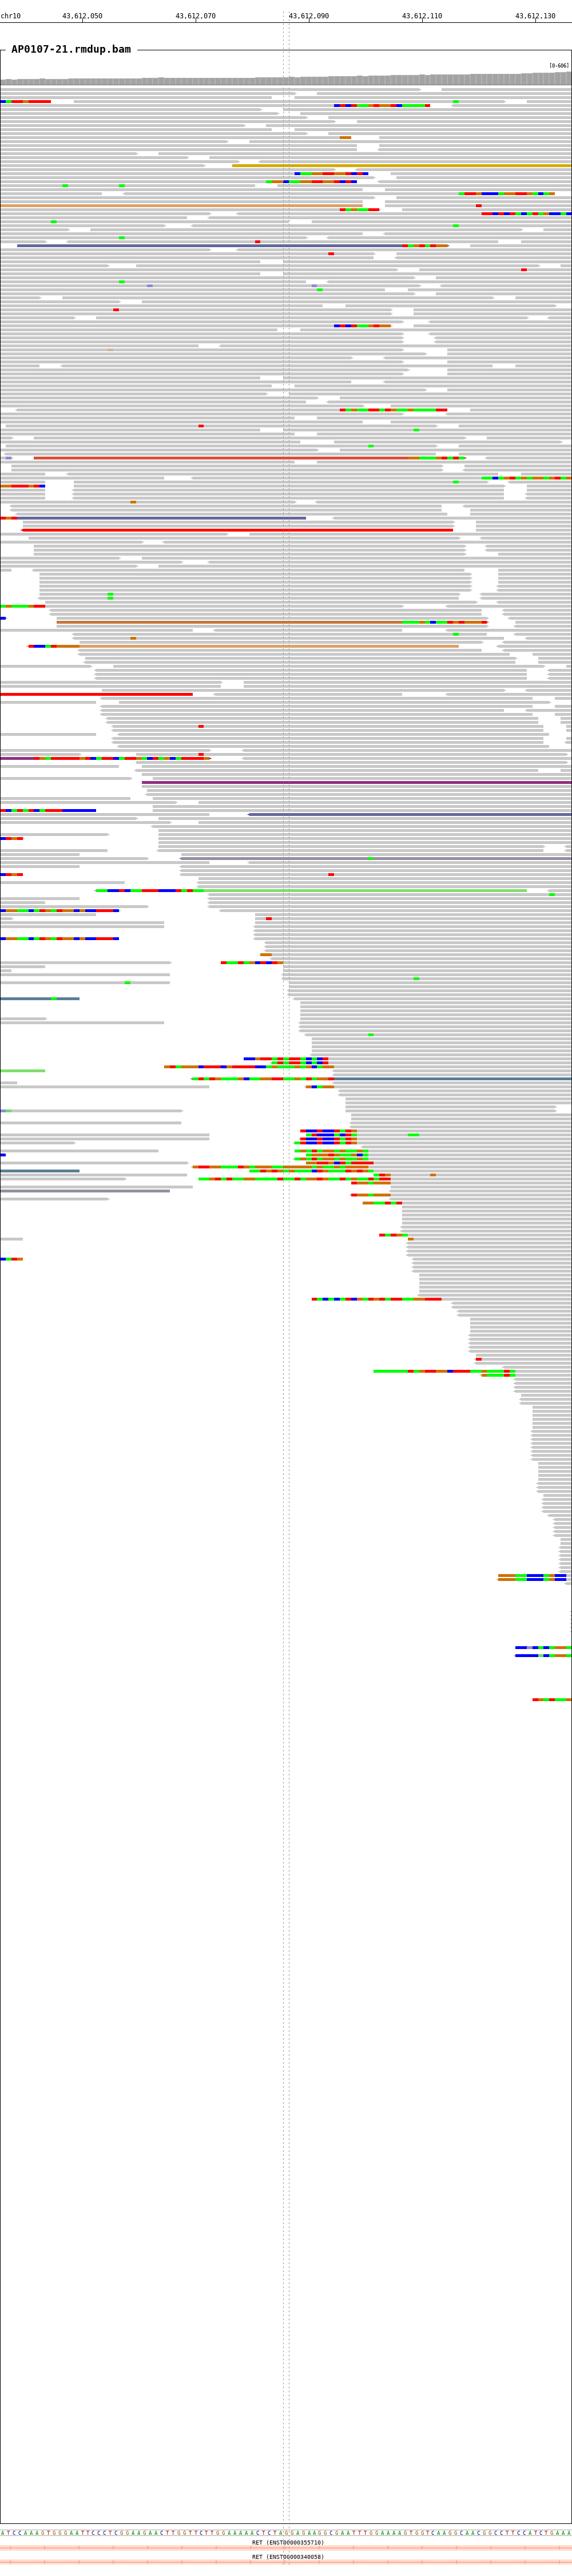 chr10 43,612,050 43,612,070 43,612,090 43,612,110 43,612,130
AP0107-21.rmdup.bam
[0-606]
ATCCAAAGTGGGAATTCCCTCGGAAGAACTTGGTTCTTGGAAAAACTCTAGGAGAAGGCGAATTTGGAAAAGTGGTCAAGGCAACGGCCTTCCATCTGAAA
RET (ENST00000355710)
RET (ENST00000340058)